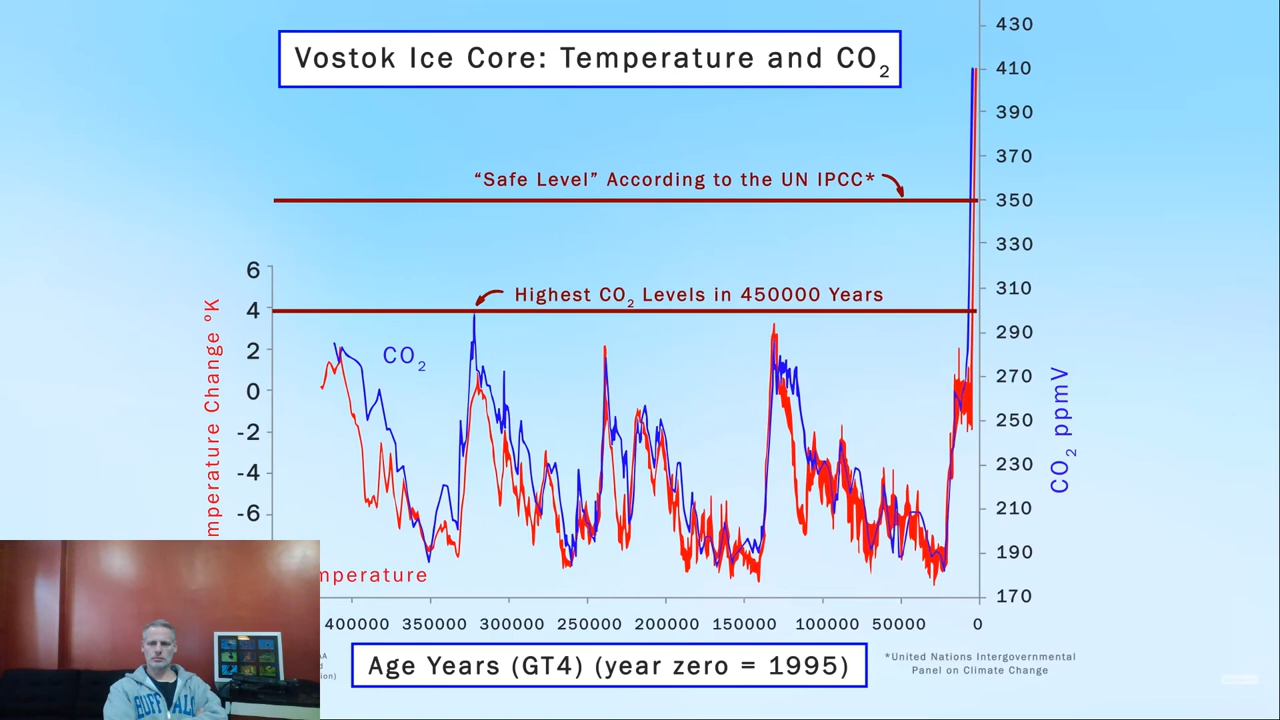 Vostok Ice Core: Temperature and CO₂
430
410
390
370
350
330
310
290
270
250
230
210
190
170
CO₂ ppmV
"Safe Level" According to the UN IPCC*
Highest CO₂ Levels in 450000 Years
6
4
2
0
-2
-4
-6
mperature Change °K
CO₂
mperature
400000 350000 300000 250000 200000 150000 100000 50000 0
Age Years (GT4) (year zero = 1995)
*United Nations Intergovernmental
Panel on Climate Change
BUFFALO